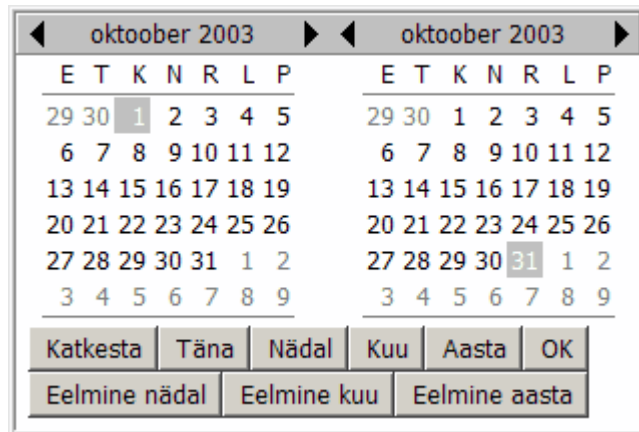 oktoober 2003 oktoober 2003
E T K N R L P E T K N R L P
29 30 1 2 3 4 5 29 30 1 2 3 4 5
6 7 8 9 10 11 12 6 7 8 9 10 11 12
13 14 15 16 17 18 19 13 14 15 16 17 18 19
20 21 22 23 24 25 26 20 21 22 23 24 25 26
27 28 29 30 31 1 2 27 28 29 30 31 1 2
3 4 5 6 7 8 9 3 4 5 6 7 8 9
Katkesta Täna Nädal Kuu Aasta OK
Eelmine nädal Eelmine kuu Eelmine aasta